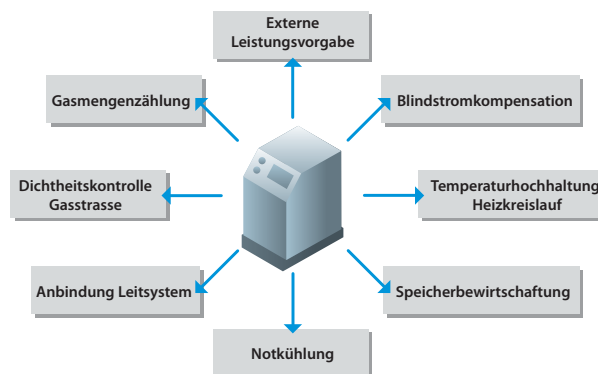 Externe
Leistungsvorgabe
Gasmengenzählung
Blindstromkompensation
Dichtheitskontrolle
Gasstrasse
Temperaturhochhaltung
Heizkreislauf
Anbindung Leitsystem
Speicherbewirtschaftung
Notkühlung